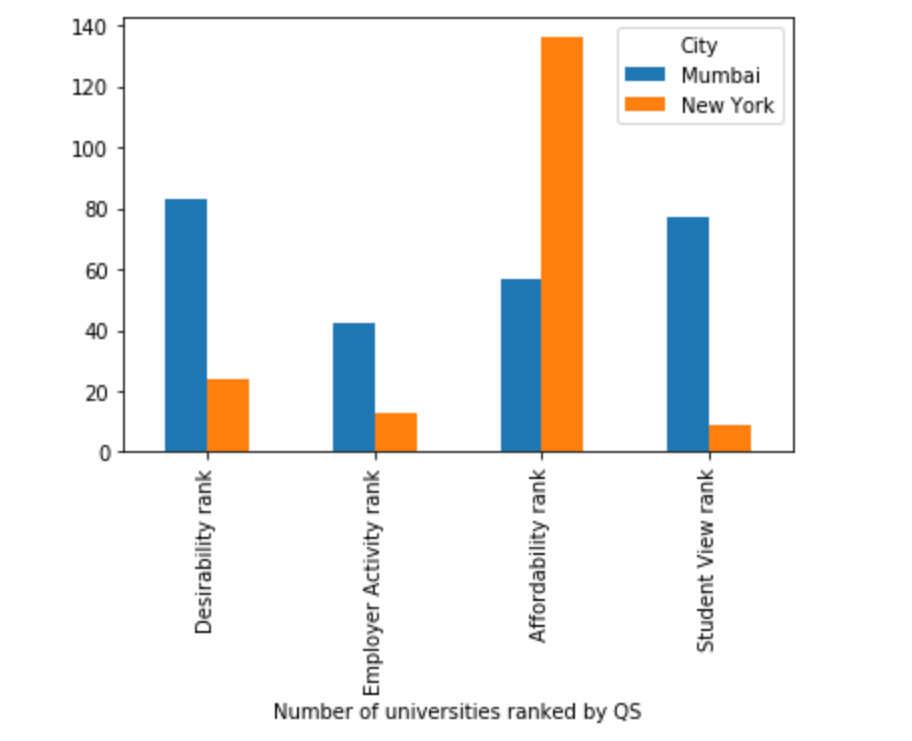 140
120
100
80
60
40
20
0
City
Mumbai
New York
Desirability rank
Employer Activity rank
Affordability rank
Student View rank
Number of universities ranked by QS